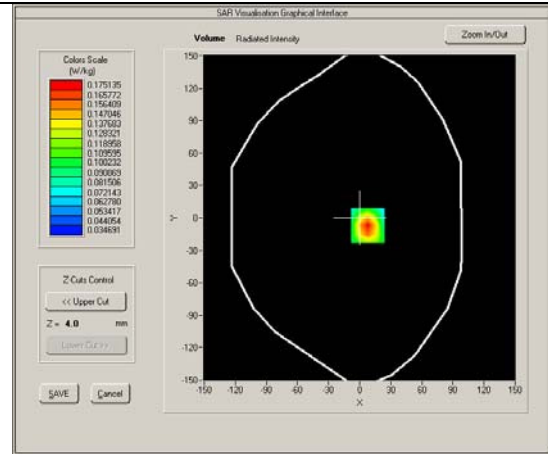 SAR Visualisation Graphical Interface
Volume Radiated Intensity
Zoom In/Out
Colors Scale
(W/kg)
0.175135
0.165772
0.156409
0.147046
0.137683
0.128321
0.118958
0.109595
0.100232
0.090869
0.081506
0.072143
0.062780
0.053417
0.044054
0.034691
Z-Cuts Control
<< Upper Cut
Z = 4.0 mm
Lower Cut >>
SAVE Cancel
150-
120-
90-
60-
30-
0-
-30-
-60-
-90-
-120-
-150-
Y
-150 -120 -90 -60 -30 0 30 60 90 120 150
X